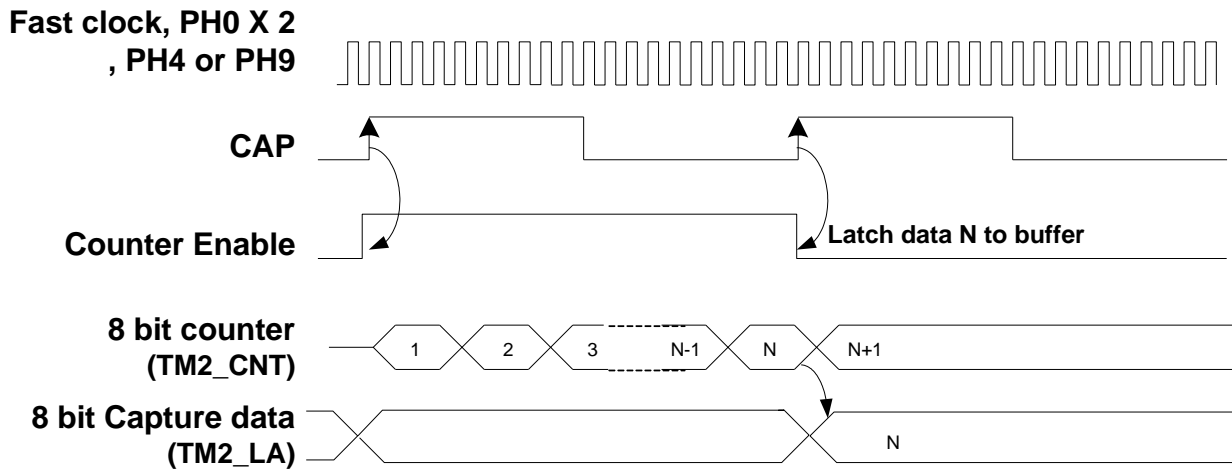 Fast clock, PH0 X 2
, PH4 or PH9
CAP
Counter Enable
Latch data N to buffer
8 bit counter
(TM2_CNT)
1 2 3 N-1 N N+1
8 bit Capture data
(TM2_LA)
N